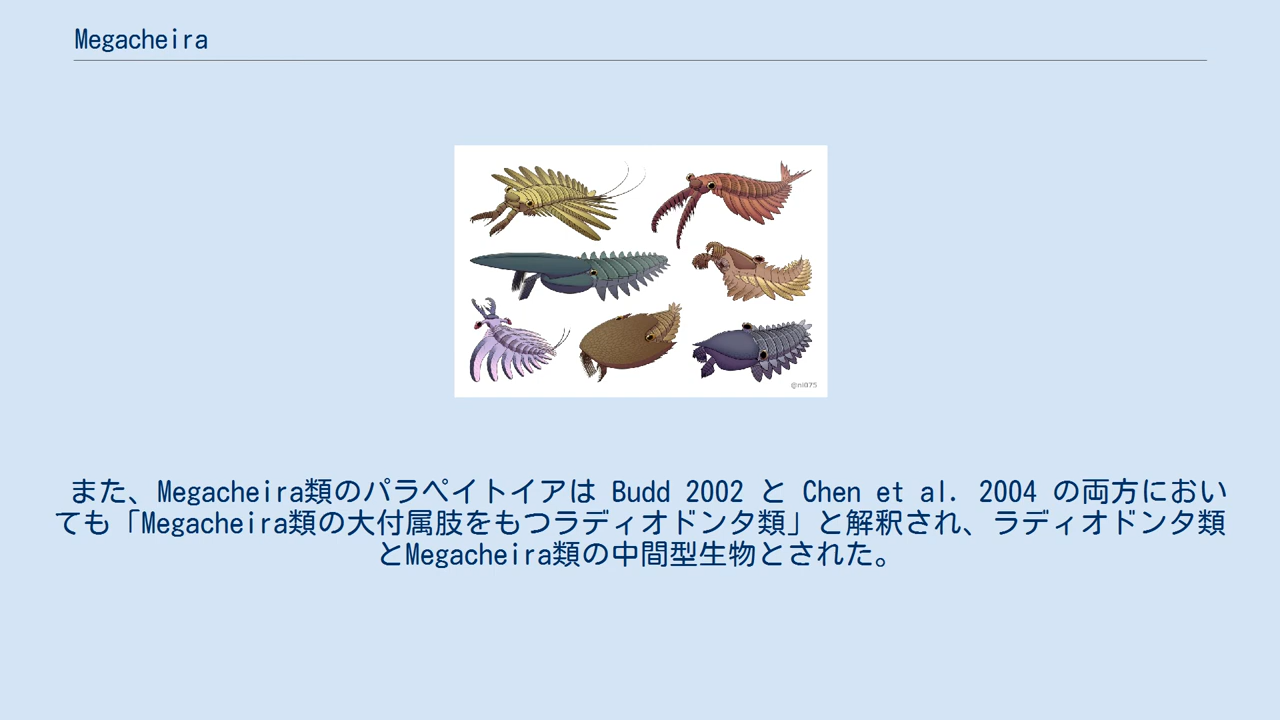 Megacheira
@ni075
また、Megacheira類のパラペイトイアは Budd 2002 と Chen et al. 2004 の両方におい
ても「Megacheira類の大付属肢をもつラディオドンタ類」と解釈され、ラディオドンタ類
とMegacheira類の中間型生物とされた。